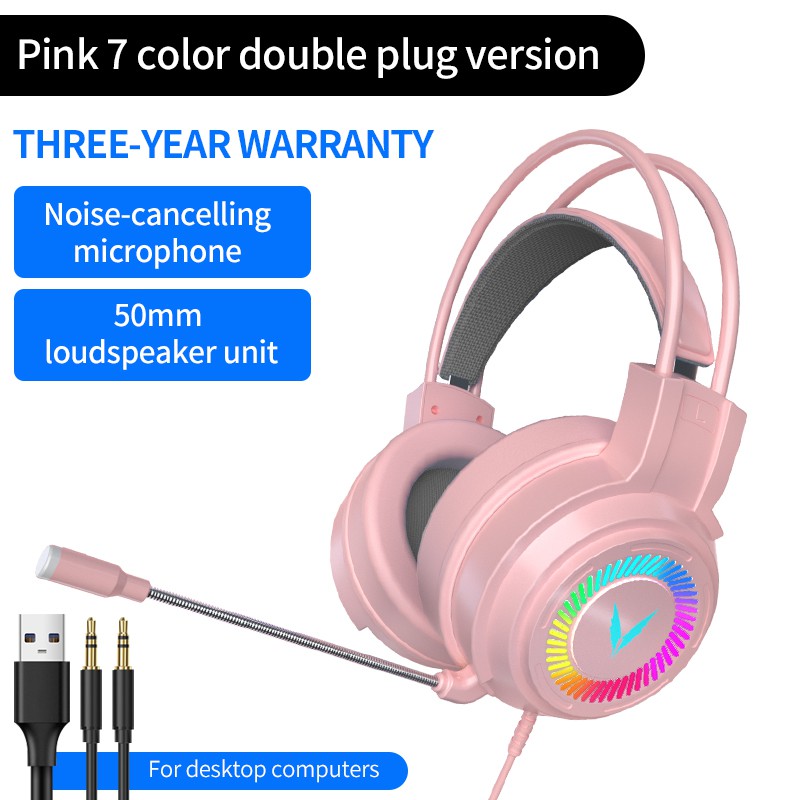 Pink 7 color double plug version
THREE-YEAR WARRANTY
Noise-cancelling
microphone
50mm
loudspeaker unit
L
For desktop computers